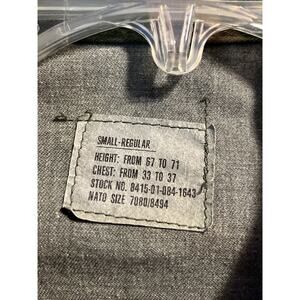 SMALL-REGULAR
HEIGHT: FROM 67 TO 71
CHEST: FROM 33 TO 37
STOCK NO. 8415-01-084-1643
NATO SIZE 7080/8494